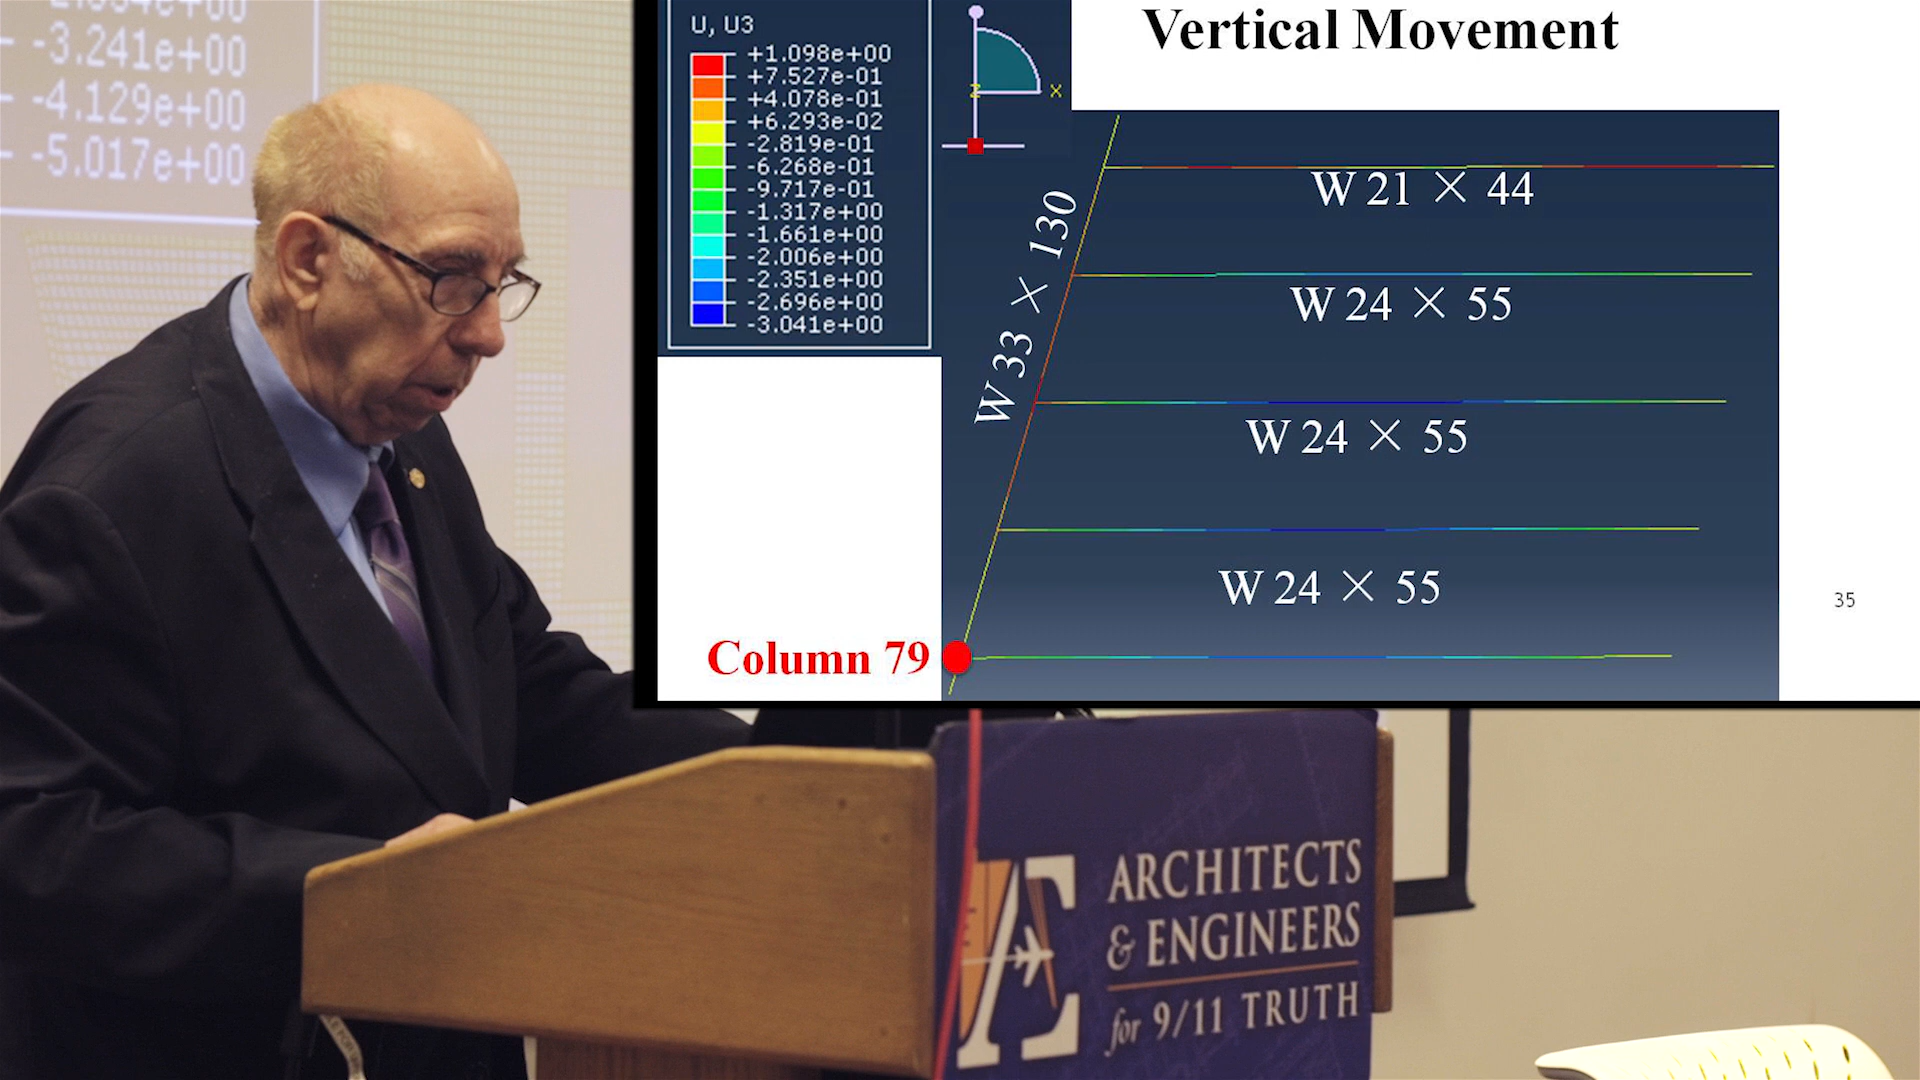 -3.241e+00
-4.129e+00
-5.017e+00
U, U3
+1.098e+00
+7.527e-01
+4.078e-01
+6.293e-02
-2.819e-01
-6.268e-01
-9.717e-01
-1.317e+00
-1.661e+00
-2.006e+00
-2.351e+00
-2.696e+00
-3.041e+00
Z X
Vertical Movement
W 33 × 130
W 21 × 44
W 24 × 55
W 24 × 55
W 24 × 55
Column 79
35
AE
ARCHITECTS
& ENGINEERS
for 9/11 TRUTH